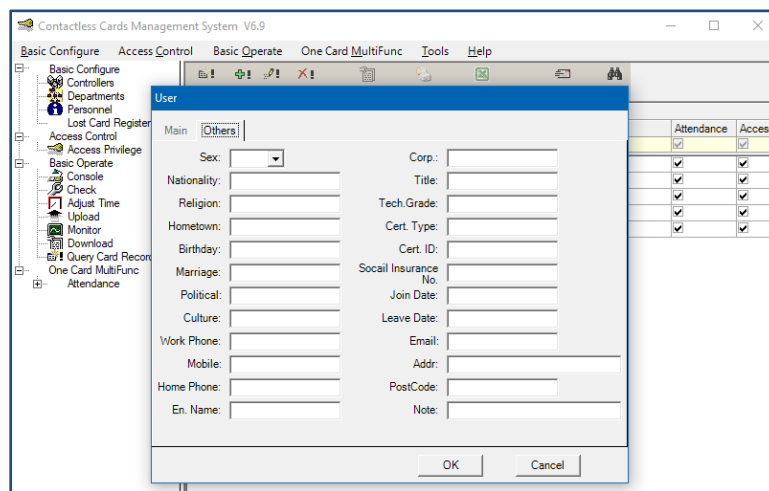 Contactless Cards Management System V6.9
Basic Configure Access Control Basic Operate One Card MultiFunc Tools Help
Basic Configure
Controllers
Departments
Personnel
Lost Card Register
Access Control
Access Privilege
Basic Operate
Console
Check
Adjust Time
Upload
Monitor
Download
Query Card Record
One Card MultiFunc
Attendance
User
Main Others
Sex: Corp.:
Nationality: Title:
Religion: Tech.Grade:
Hometown: Cert. Type:
Birthday: Cert. ID:
Marriage: Socail Insurance
No.
Political: Join Date:
Culture: Leave Date:
Work Phone: Email:
Mobile: Addr:
Home Phone: PostCode:
En. Name: Note:
OK Cancel
Attendance Acces